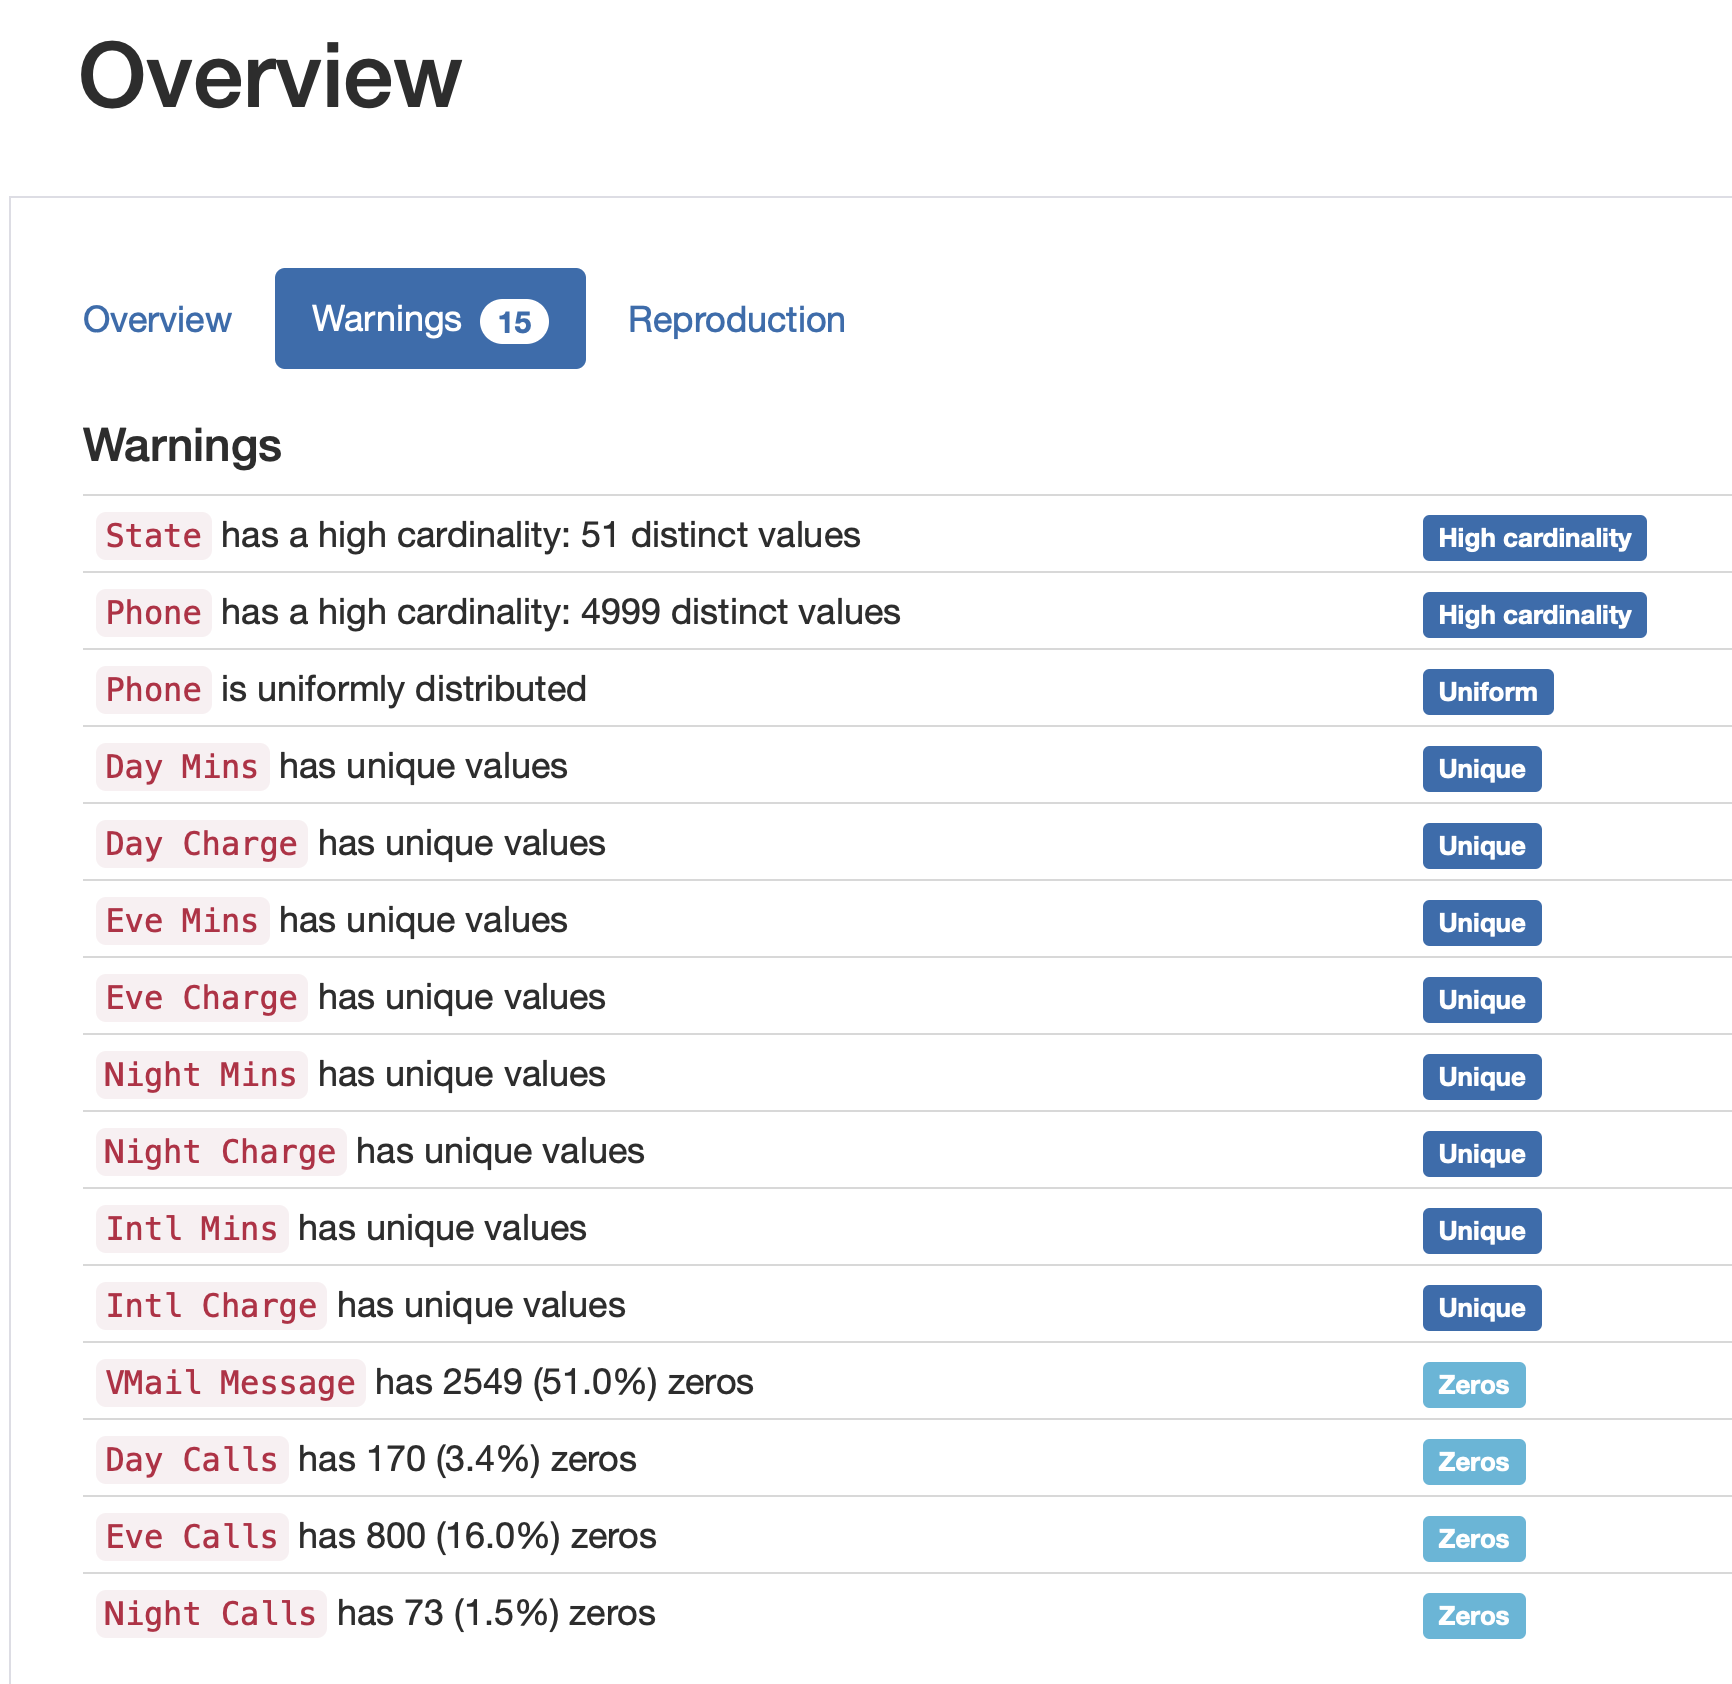 Overview
Overview Warnings 15 Reproduction
Warnings
State has a high cardinality: 51 distinct values High cardinality
Phone has a high cardinality: 4999 distinct values High cardinality
Phone is uniformly distributed Uniform
Day Mins has unique values Unique
Day Charge has unique values Unique
Eve Mins has unique values Unique
Eve Charge has unique values Unique
Night Mins has unique values Unique
Night Charge has unique values Unique
Intl Mins has unique values Unique
Intl Charge has unique values Unique
VMail Message has 2549 (51.0%) zeros Zeros
Day Calls has 170 (3.4%) zeros Zeros
Eve Calls has 800 (16.0%) zeros Zeros
Night Calls has 73 (1.5%) zeros Zeros